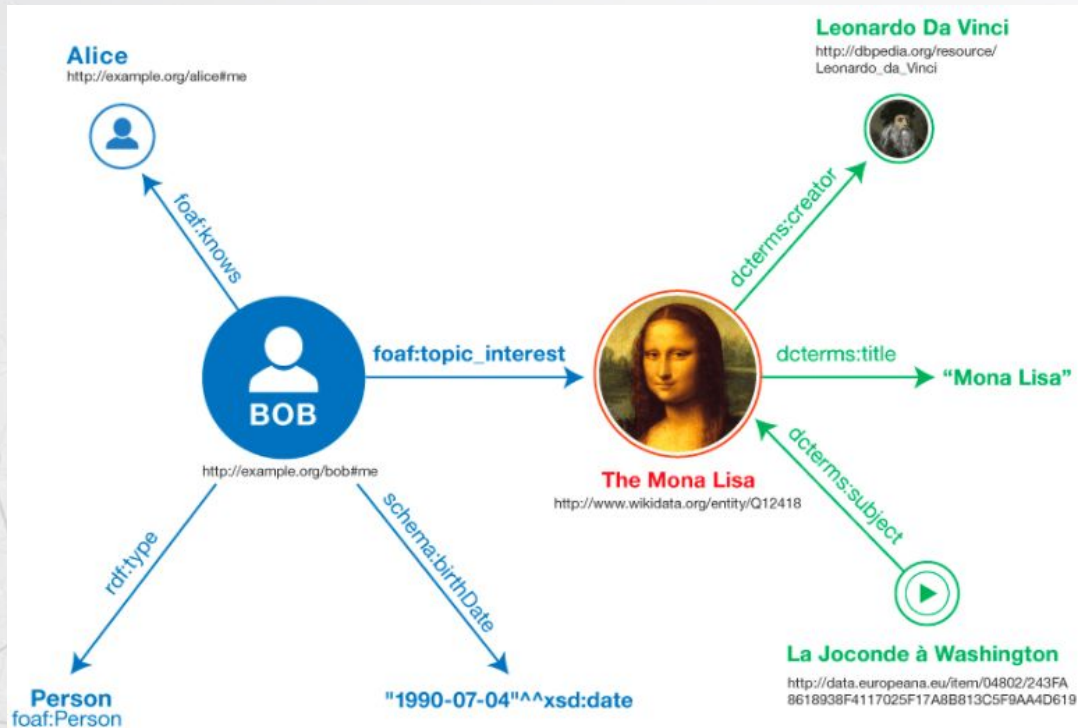 Alice
http://example.org/alice#me
Leonardo Da Vinci
http://dbpedia.org/resource/
Leonardo_da_Vinci
foaf:knows
dcterms:creator
BOB
http://example.org/bob#me
foaf:topic_interest
dcterms:title
“Mona Lisa”
The Mona Lisa
http://www.wikidata.org/entity/Q12418
dcterms:subject
rdf:type
schema:birthDate
Person
foaf:Person
"1990-07-04"^^xsd:date
La Joconde à Washington
http://data.europeana.eu/item/04802/243FA
8618938F4117025F17A8B813C5F9AA4D619